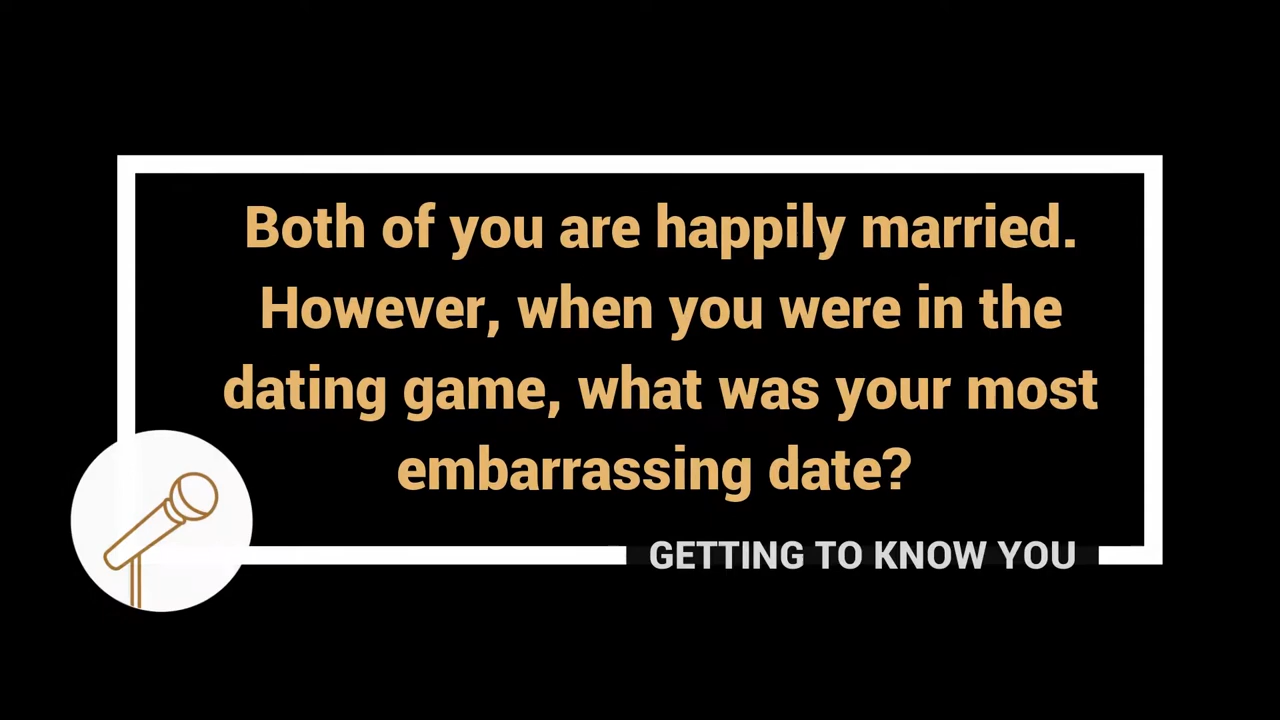 Both of you are happily married.
However, when you were in the
dating game, what was your most
embarrassing date?
GETTING TO KNOW YOU